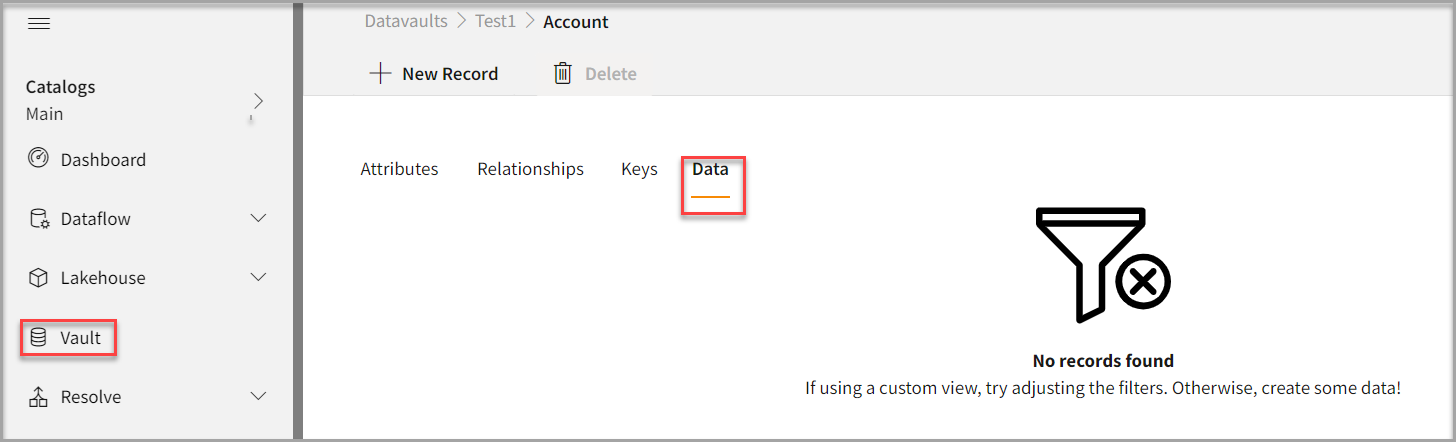 Catalogs
Main
Dashboard
Dataflow
Lakehouse
Vault
Resolve
Datavaults > Test1 > Account
New Record Delete
Attributes Relationships Keys Data
No records found
If using a custom view, try adjusting the filters. Otherwise, create some data!